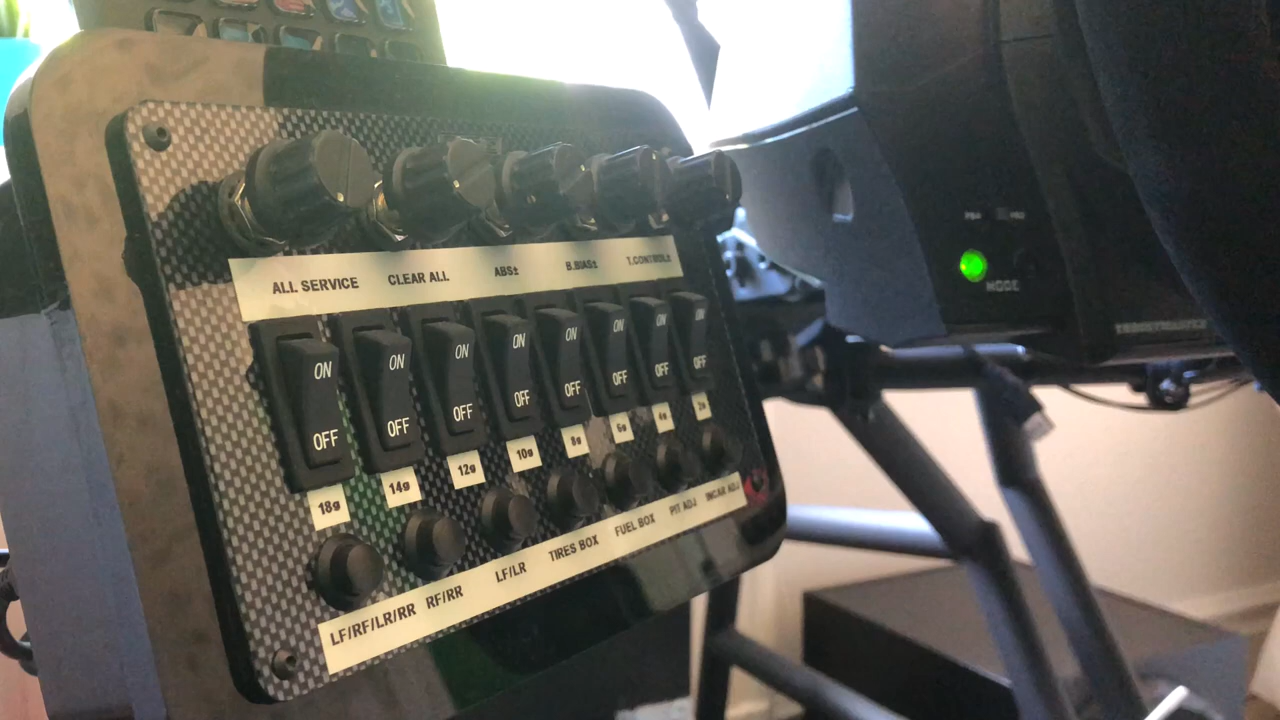 ALL SERVICE CLEAR ALL ABS± B.BIAS± T.CONTROL±
ON ON ON ON ON ON ON ON
OFF OFF OFF OFF OFF OFF OFF OFF
18g 14g 12g 10g 8g 6g 4g 2g
LF/RF/LR/RR RF/RR LF/LR TIRES BOX FUEL BOX PIT ADJ INCAR ADJ
MODE
THRUSTMASTER